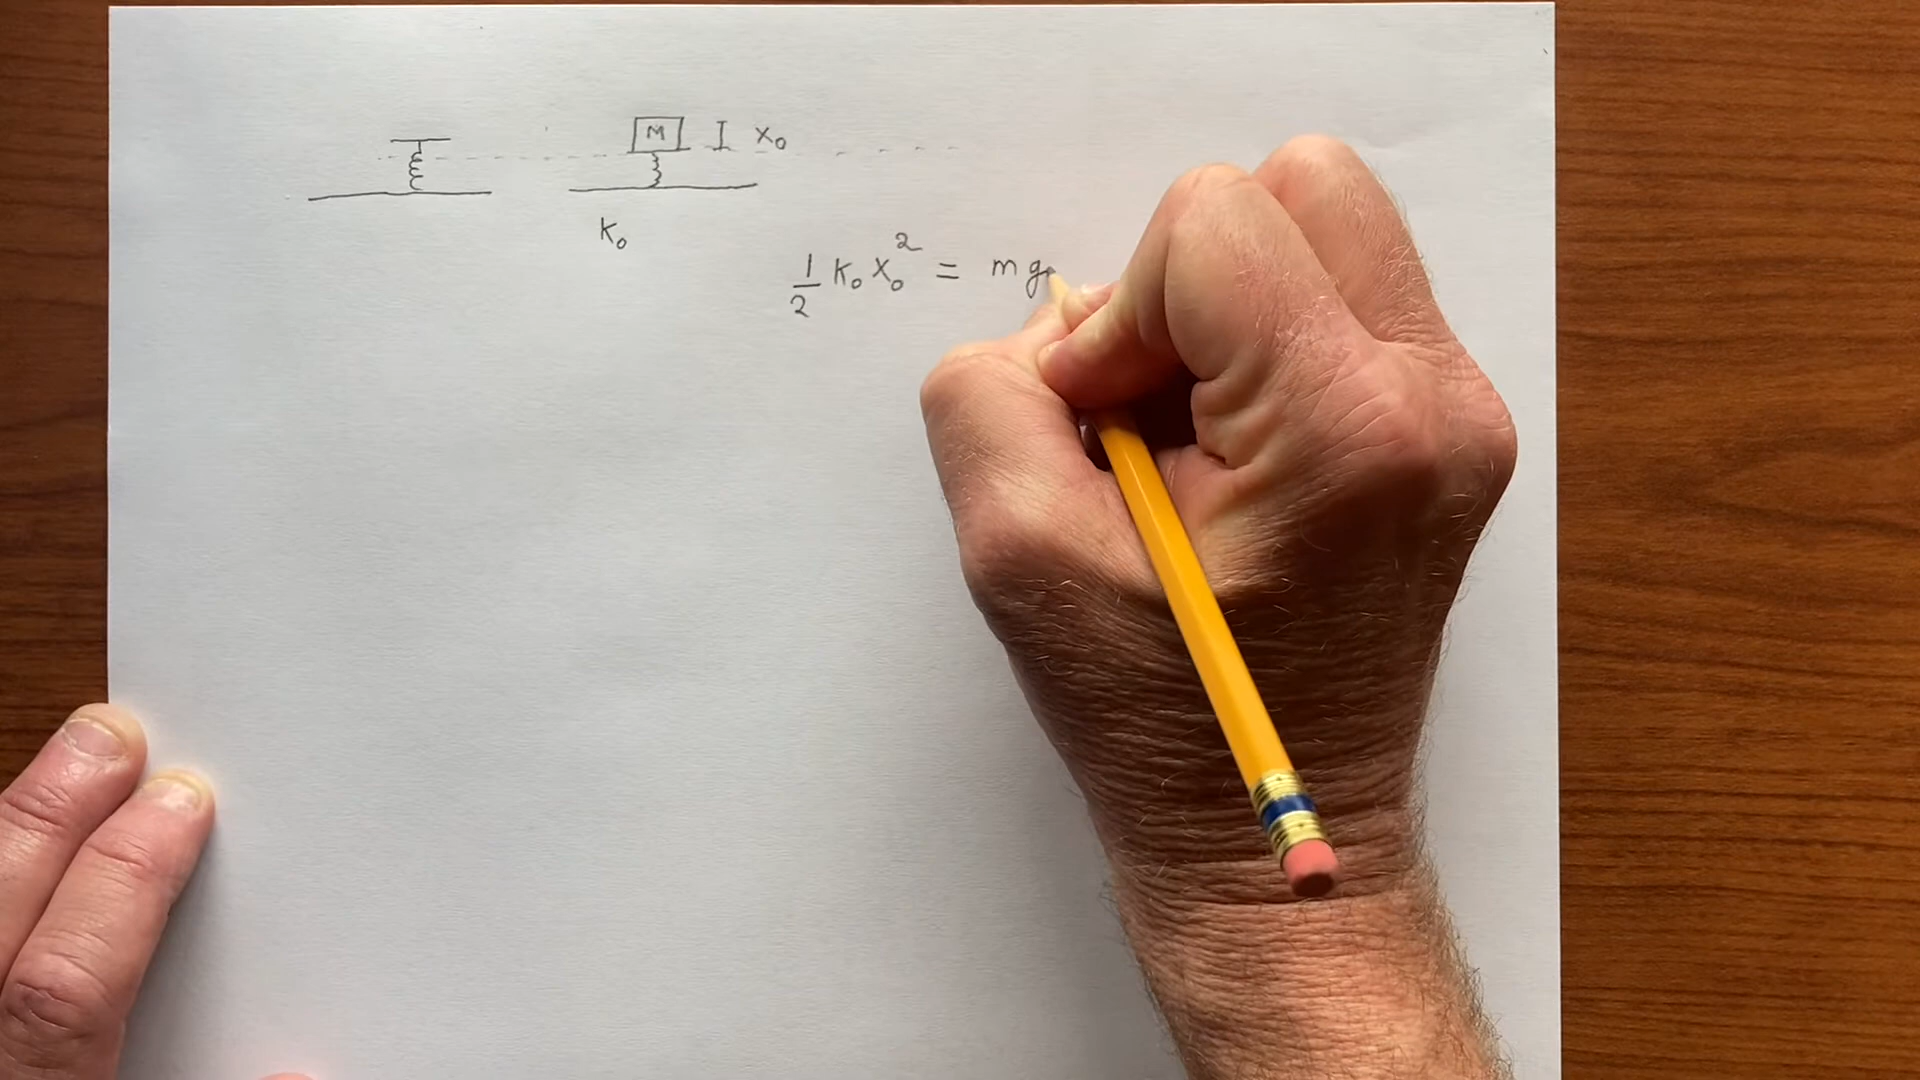 M x₀
k₀
1/2 k₀ x₀² = mg